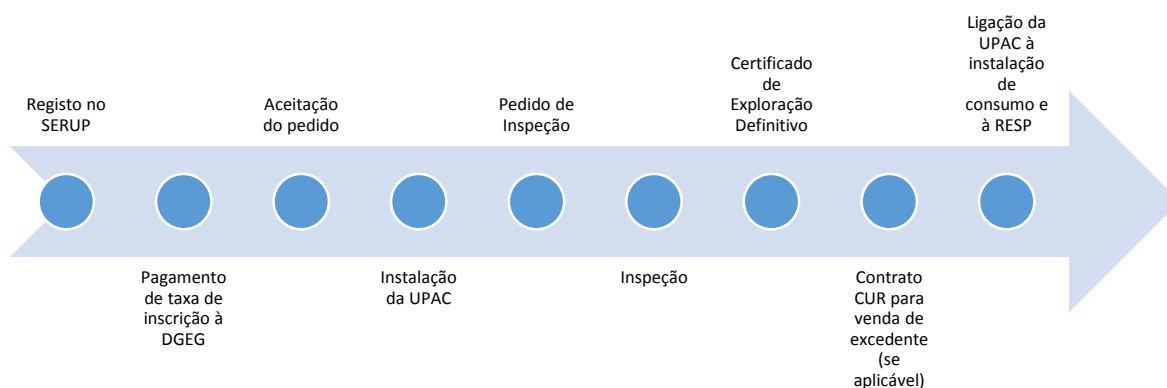 Registo no
SERUP
Pagamento
de taxa de
inscrição à
DGEG
Aceitação
do pedido
Instalação
da UPAC
Pedido de
Inspeção
Inspeção
Certificado
de
Exploração
Definitivo
Contrato
CUR para
venda de
excedente
(se
aplicável)
Ligação da
UPAC à
instalação
de
consumo e
à RESP